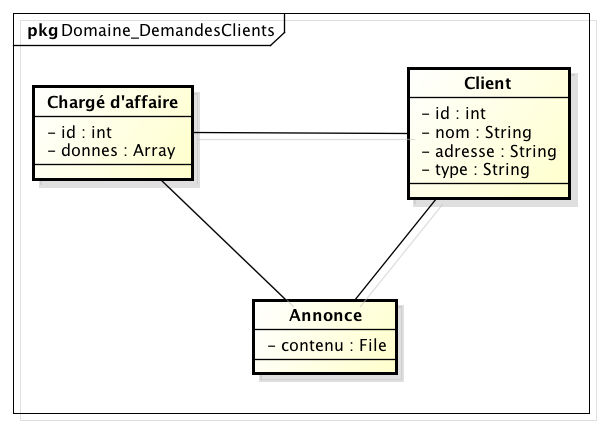 pkg Domaine_DemandesClients
Chargé d'affaire
- id : int
- donnes : Array
Client
- id : int
- nom : String
- adresse : String
- type : String
Annonce
- contenu : File